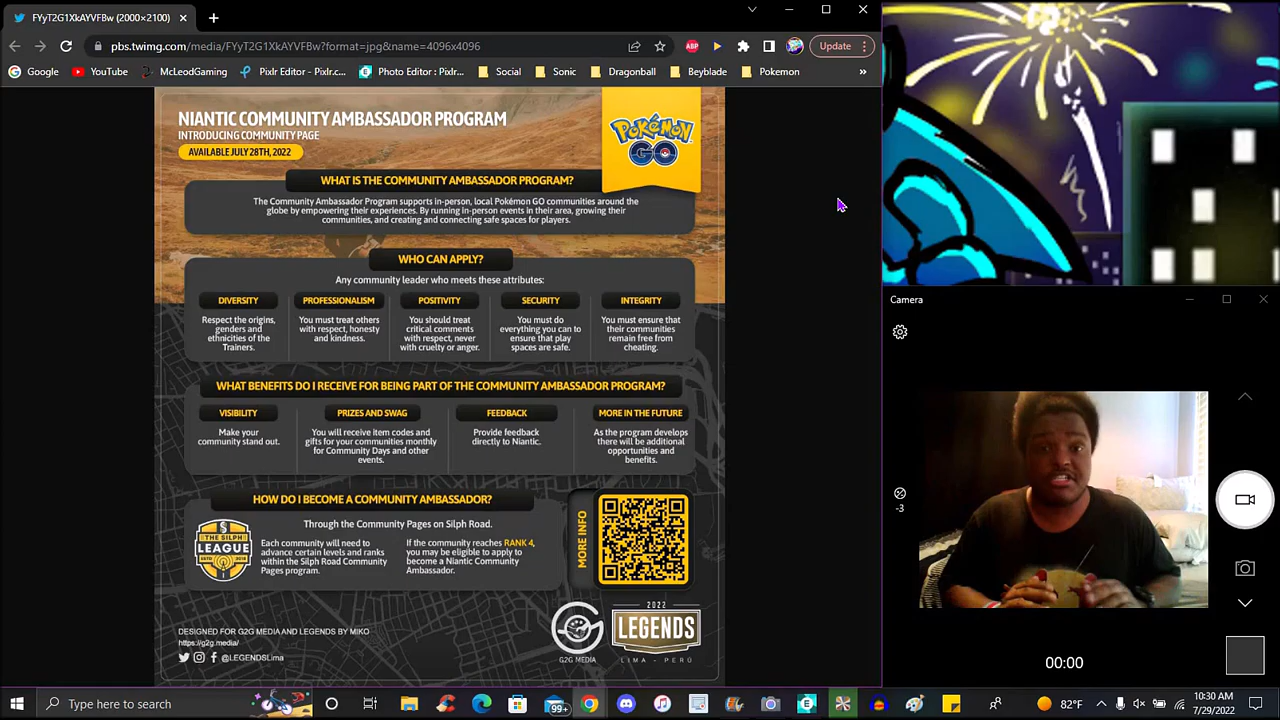 FYyT2G1XkAYVFBw (2000×2100)
pbs.twimg.com/media/FYyT2G1XkAYVFBw?format=jpg&name=4096x4096
ABP
Update
Google
YouTube
McLeodGaming
Pixlr Editor - Pixlr.c...
Photo Editor : Pixlr...
Social
Sonic
Dragonball
Beyblade
Pokemon
NIANTIC COMMUNITY AMBASSADOR PROGRAM
INTRODUCING COMMUNITY PAGE
AVAILABLE JULY 28TH, 2022
Pokémon
GO
WHAT IS THE COMMUNITY AMBASSADOR PROGRAM?
The Community Ambassador Program supports in-person, local Pokémon GO communities around the
globe by empowering their experiences. By running in-person events in their area, growing their
communities, and creating and connecting safe spaces for players.
WHO CAN APPLY?
Any community leader who meets these attributes:
DIVERSITY
Respect the origins,
genders and
ethnicities of the
Trainers.
PROFESSIONALISM
You must treat others
with respect, honesty
and kindness.
POSITIVITY
You should treat
critical comments
with respect, never
with cruelty or anger.
SECURITY
You must do
everything you can to
ensure that play
spaces are safe.
INTEGRITY
You must ensure that
their communities
remain free from
cheating.
WHAT BENEFITS DO I RECEIVE FOR BEING PART OF THE COMMUNITY AMBASSADOR PROGRAM?
VISIBILITY
Make your
community stand out.
PRIZES AND SWAG
You will receive item codes and
gifts for your communities monthly
for Community Days and other
events.
FEEDBACK
Provide feedback
directly to Niantic.
MORE IN THE FUTURE
As the program develops
there will be additional
opportunities and
benefits.
HOW DO I BECOME A COMMUNITY AMBASSADOR?
Through the Community Pages on Silph Road.
THE SILPH
LEAGUE
Each community will need to
advance certain levels and ranks
within the Silph Road Community
Pages program.
If the community reaches RANK 4,
you may be eligible to apply to
become a Niantic Community
Ambassador.
MORE INFO
DESIGNED FOR G2G MEDIA AND LEGENDS BY MIKO
https://g2g.media/
@LEGENDSLima
G2G MEDIA
2022
LEGENDS
LIMA - PERÚ
Camera
-3
00:00
Type here to search
99+
82°F
10:30 AM
7/29/2022